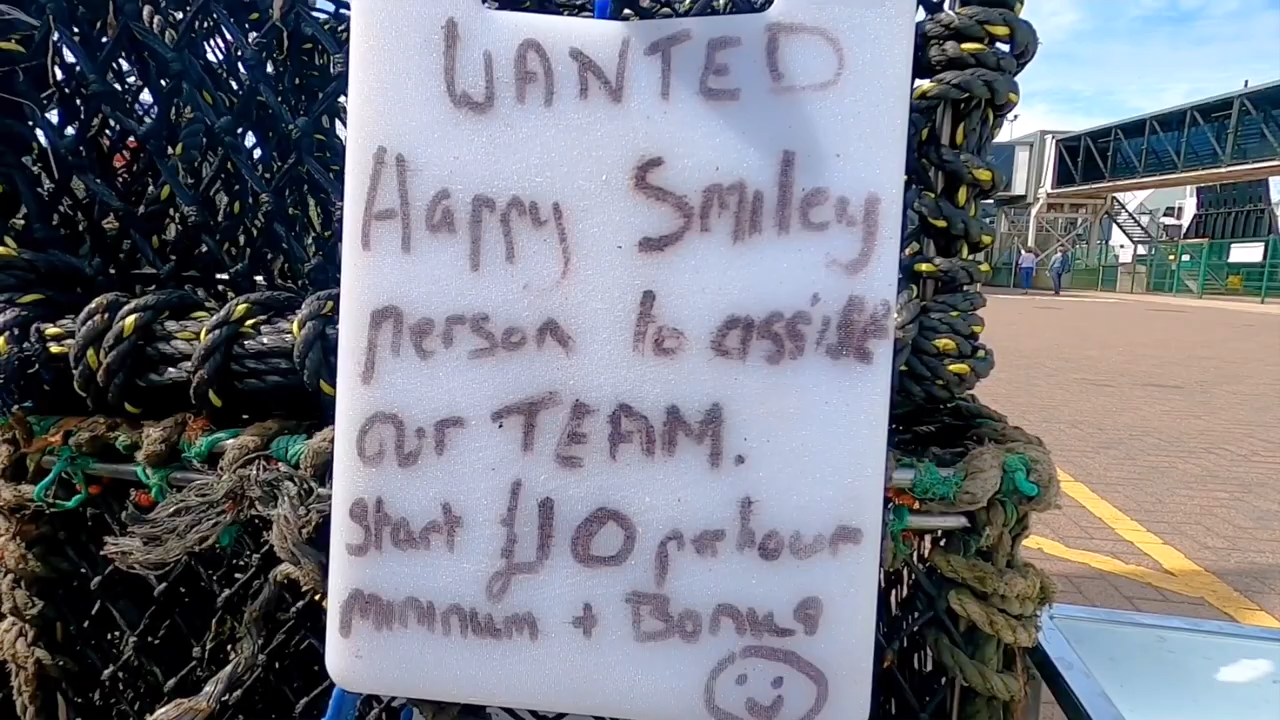 WANTED
Happy Smiley
person to assist
our TEAM.
Start £10 per hour
minimum + Bonus